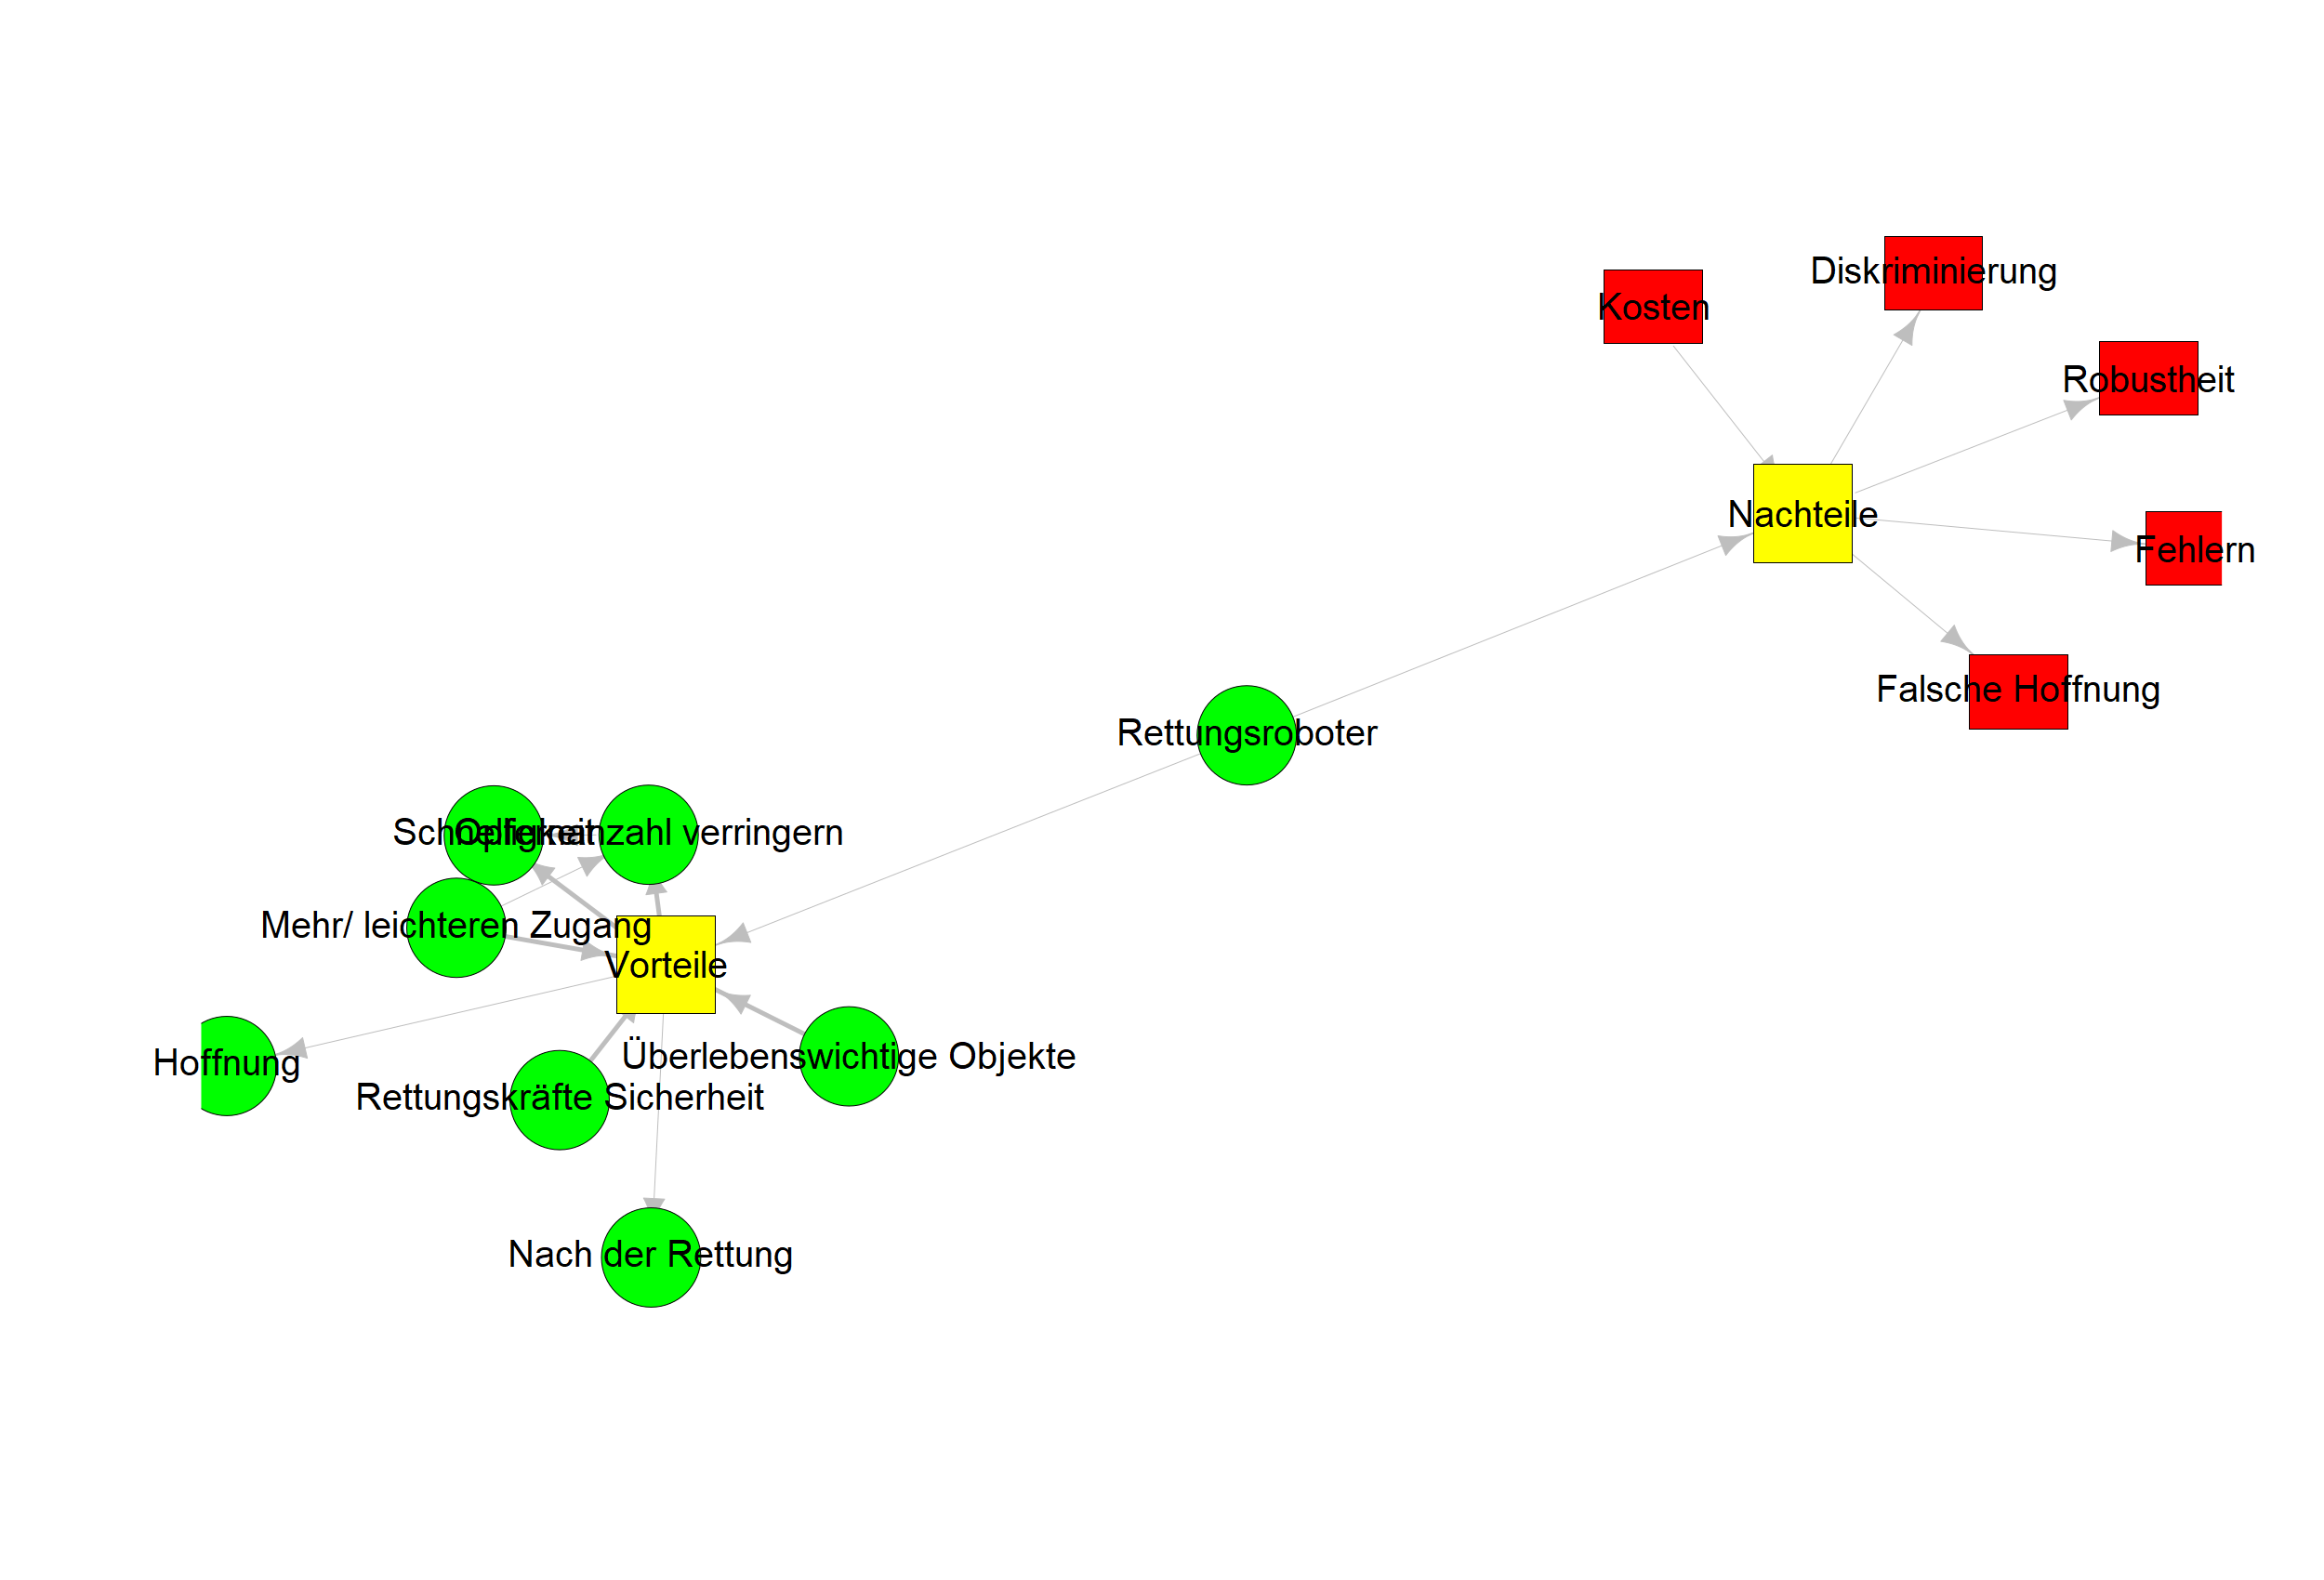 Diskriminierung
Kosten
Robustheit
Nachteile
Fehlern
Falsche Hoffnung
Rettungsroboter
Schnelligkeit
Opferanzahl verringern
Mehr/ leichteren Zugang
Vorteile
Hoffnung
Überlebenswichtige Objekte
Rettungskräfte Sicherheit
Nach der Rettung